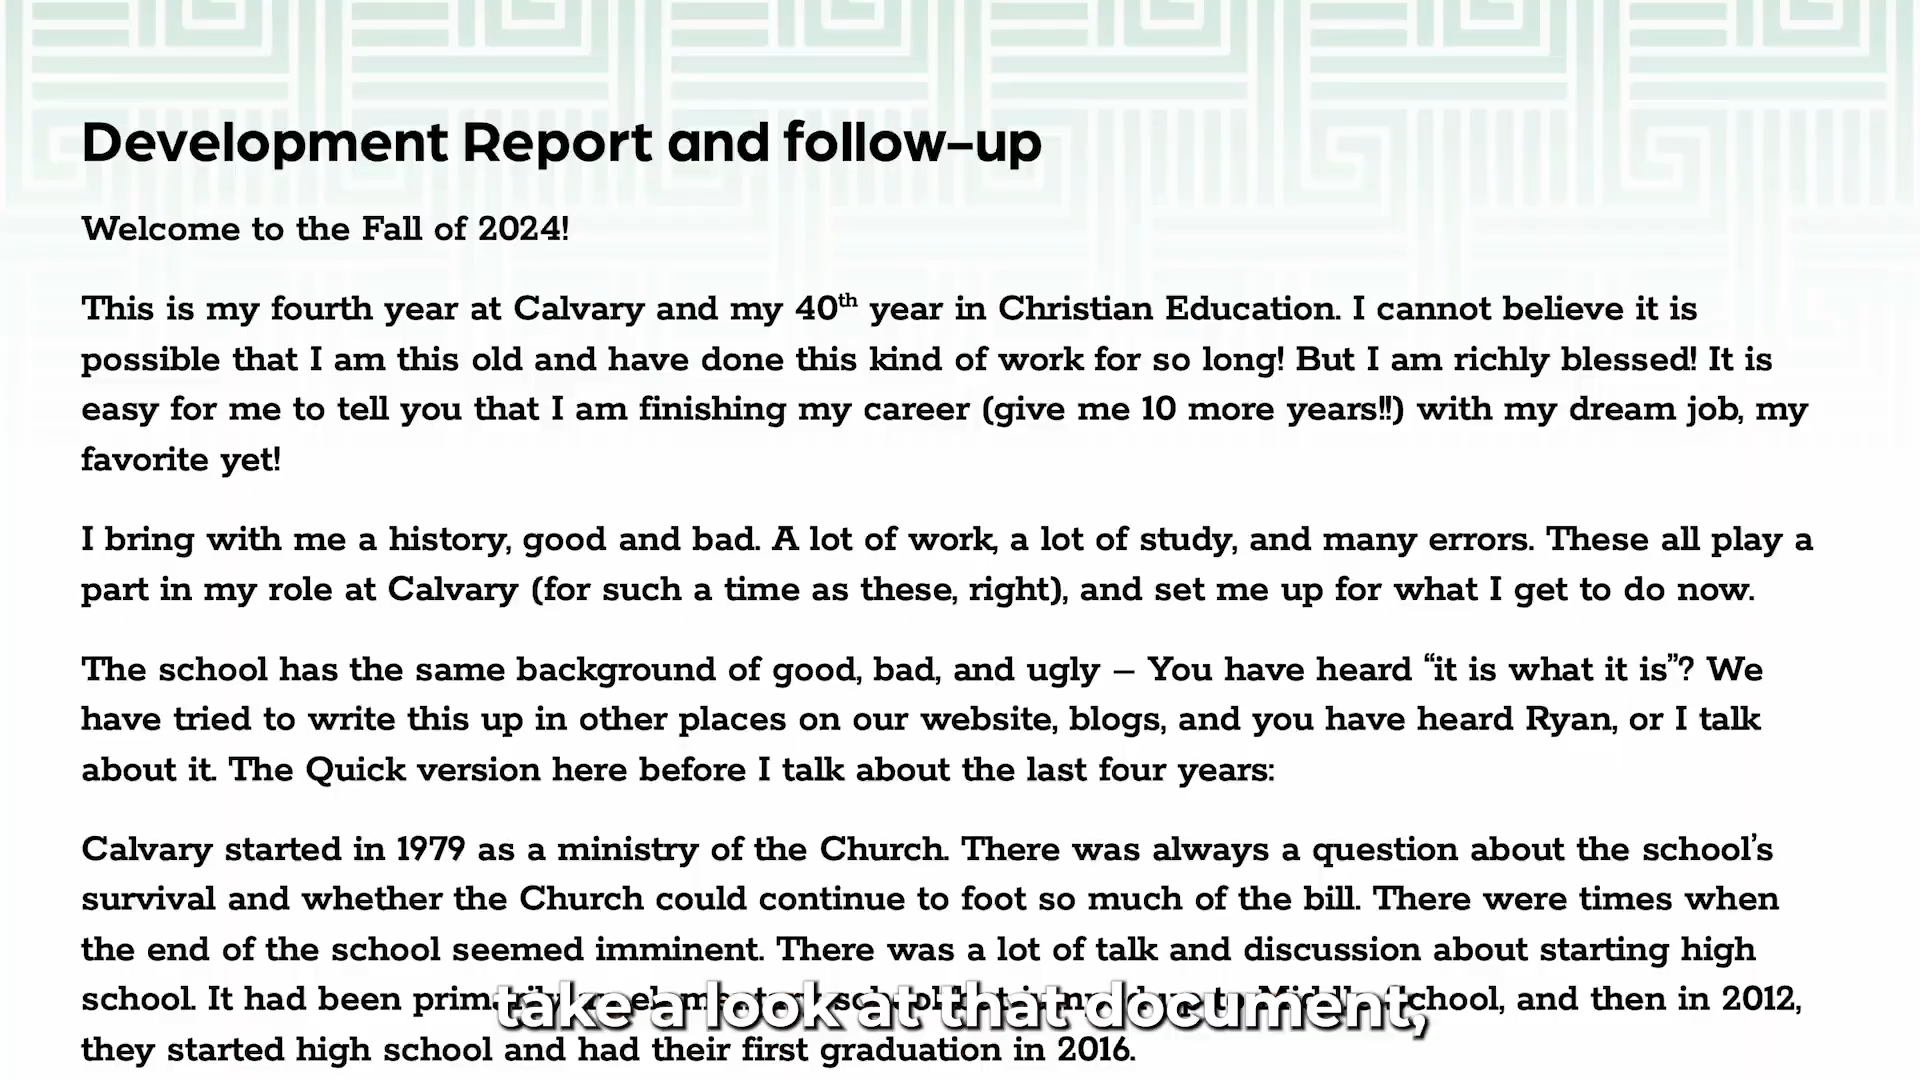 Development Report and follow-up
Welcome to the Fall of 2024!
This is my fourth year at Calvary and my 40th year in Christian Education. I cannot believe it is
possible that I am this old and have done this kind of work for so long! But I am richly blessed! It is
easy for me to tell you that I am finishing my career (give me 10 more years!!) with my dream job, my
favorite yet!
I bring with me a history, good and bad. A lot of work, a lot of study, and many errors. These all play a
part in my role at Calvary (for such a time as these, right), and set me up for what I get to do now.
The school has the same background of good, bad, and ugly – You have heard “it is what it is”? We
have tried to write this up in other places on our website, blogs, and you have heard Ryan, or I talk
about it. The Quick version here before I talk about the last four years:
Calvary started in 1979 as a ministry of the Church. There was always a question about the school’s
survival and whether the Church could continue to foot so much of the bill. There were times when
the end of the school seemed imminent. There was a lot of talk and discussion about starting high
school. It had been school, and then in 2012,
take a look at that document,
they started high school and had their first graduation in 2016.